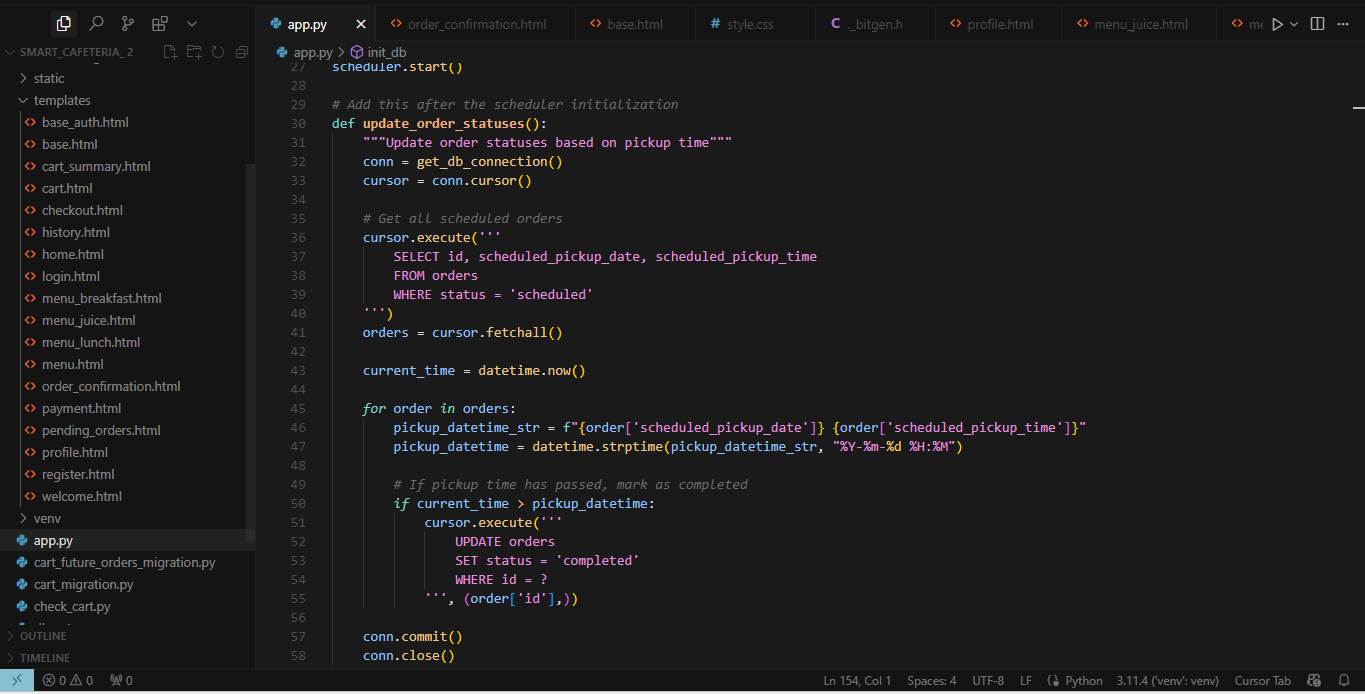 app.py
order_confirmation.html
base.html
style.css
._bitgen.h
profile.html
menu_juice.html
me
SMART_CAFETERIA_2
static
templates
base_auth.html
base.html
cart_summary.html
cart.html
checkout.html
history.html
home.html
login.html
menu_breakfast.html
menu_juice.html
menu_lunch.html
menu.html
order_confirmation.html
payment.html
pending_orders.html
profile.html
register.html
welcome.html
venv
app.py
cart_future_orders_migration.py
cart_migration.py
check_cart.py
OUTLINE
TIMELINE
app.py > init_db
27 scheduler.start()
28
29 # Add this after the scheduler initialization
30 def update_order_statuses():
31 """Update order statuses based on pickup time"""
32 conn = get_db_connection()
33 cursor = conn.cursor()
34
35 # Get all scheduled orders
36 cursor.execute('''
37 SELECT id, scheduled_pickup_date, scheduled_pickup_time
38 FROM orders
39 WHERE status = 'scheduled'
40 ''')
41 orders = cursor.fetchall()
42
43 current_time = datetime.now()
44
45 for order in orders:
46 pickup_datetime_str = f"{order['scheduled_pickup_date']} {order['scheduled_pickup_time']}"
47 pickup_datetime = datetime.strptime(pickup_datetime_str, "%Y-%m-%d %H:%M")
48
49 # If pickup time has passed, mark as completed
50 if current_time > pickup_datetime:
51 cursor.execute('''
52 UPDATE orders
53 SET status = 'completed'
54 WHERE id = ?
55 ''', (order['id'],))
56
57 conn.commit()
58 conn.close()
0 0 0
Ln 154, Col 1 Spaces: 4 UTF-8 LF Python 3.11.4 ('venv': venv) Cursor Tab